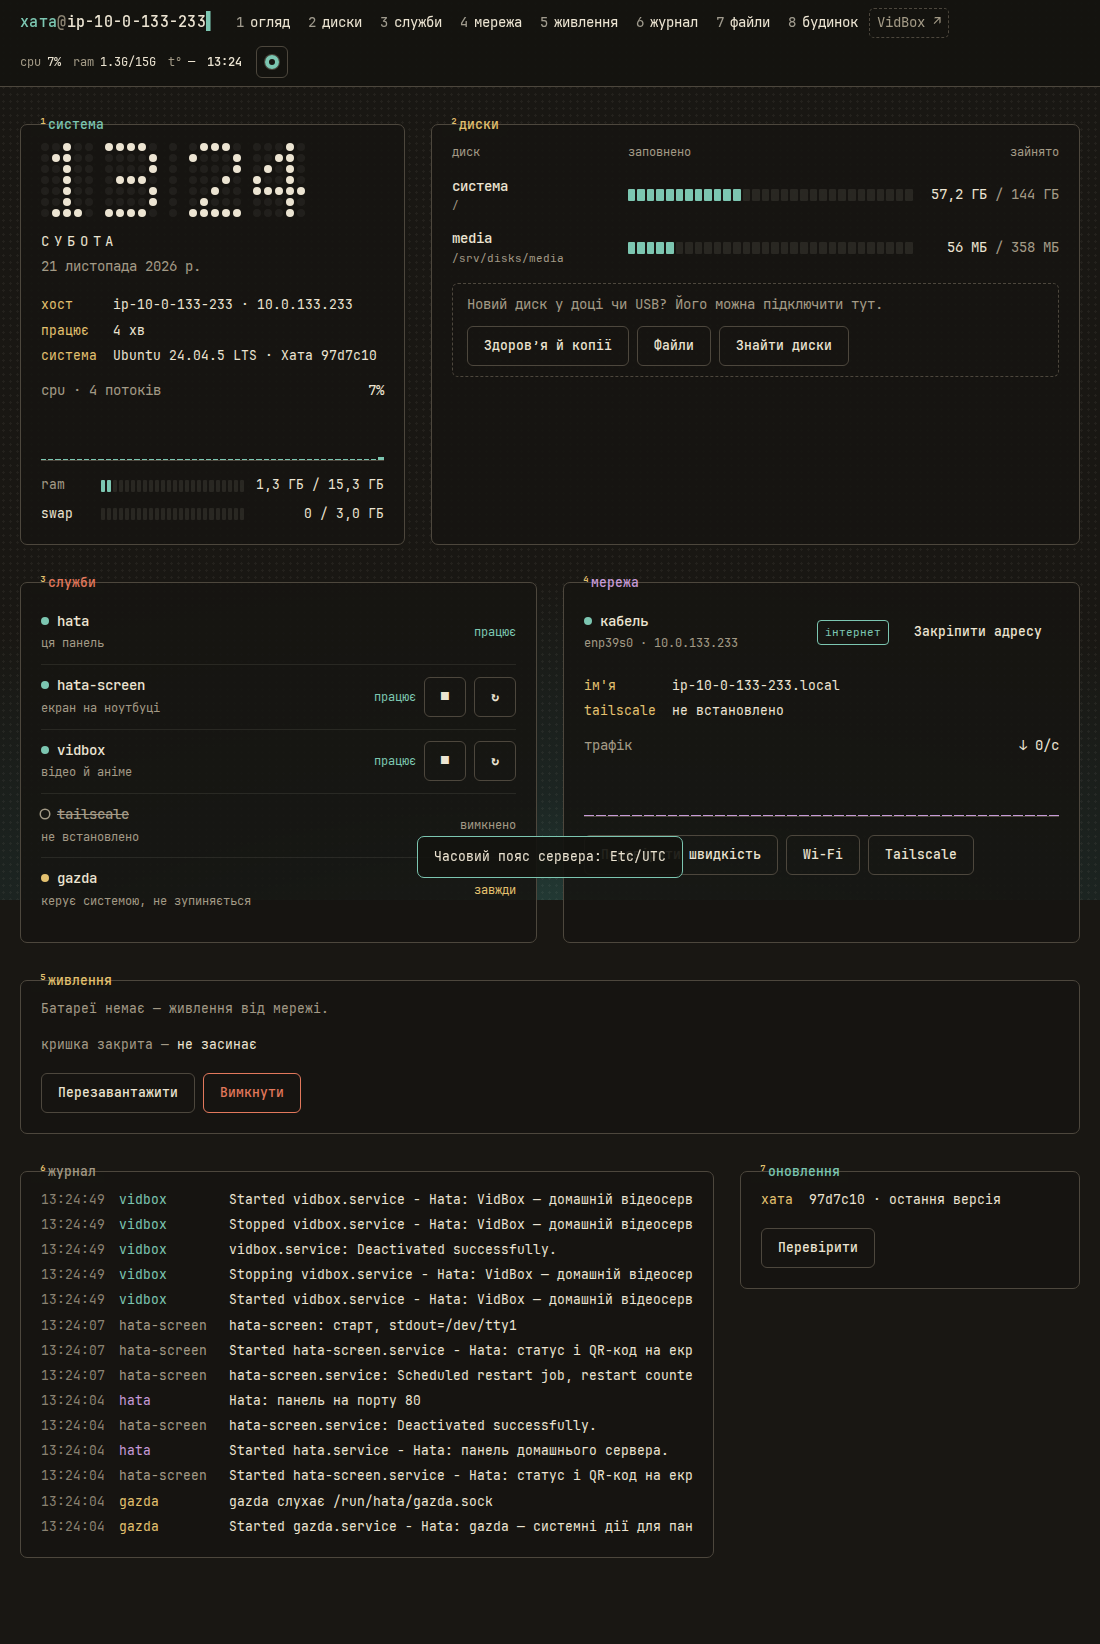 хата@ip-10-0-133-233 1 огляд 2 диски 3 служби 4 мережа 5 живлення 6 журнал 7 файли 8 будинок VidBox ↗
cpu 7% ram 1.3G/15G t° — 13:24
1 система
13:24
СУБОТА
21 листопада 2026 р.
хост ip-10-0-133-233 · 10.0.133.233
працює 4 хв
система Ubuntu 24.04.5 LTS · Хата 97d7c10
cpu · 4 потоків 7%
ram 1,3 ГБ / 15,3 ГБ
swap 0 / 3,0 ГБ
2 диски
диск заповнено зайнято
система 57,2 ГБ / 144 ГБ
/
media 56 МБ / 358 МБ
/srv/disks/media
Новий диск у доці чи USB? Його можна підключити тут.
Здоров’я й копії Файли Знайти диски
3 служби
hata працює
ця панель
hata-screen працює ■ ↻
екран на ноутбуці
vidbox працює ■ ↻
відео й аніме
tailscale вимкнено
не встановлено
gazda завжди
керує системою, не зупиняється
4 мережа
кабель інтернет Закріпити адресу
enp39s0 · 10.0.133.233
ім'я ip-10-0-133-233.local
tailscale не встановлено
трафік ↓ 0/с
швидкість Wi-Fi Tailscale
Часовий пояс сервера: Etc/UTC
5 живлення
Батареї немає — живлення від мережі.
кришка закрита — не засинає
Перезавантажити Вимкнути
6 журнал
13:24:49 vidbox Started vidbox.service - Hata: VidBox — домашній відеосерв
13:24:49 vidbox Stopped vidbox.service - Hata: VidBox — домашній відеосерв
13:24:49 vidbox vidbox.service: Deactivated successfully.
13:24:49 vidbox Stopping vidbox.service - Hata: VidBox — домашній відеосер
13:24:49 vidbox Started vidbox.service - Hata: VidBox — домашній відеосерв
13:24:07 hata-screen hata-screen: старт, stdout=/dev/tty1
13:24:07 hata-screen Started hata-screen.service - Hata: статус і QR-код на екр
13:24:07 hata-screen hata-screen.service: Scheduled restart job, restart counte
13:24:04 hata Hata: панель на порту 80
13:24:04 hata-screen hata-screen.service: Deactivated successfully.
13:24:04 hata Started hata.service - Hata: панель домашнього сервера.
13:24:04 hata-screen Started hata-screen.service - Hata: статус і QR-код на екр
13:24:04 gazda gazda слухає /run/hata/gazda.sock
13:24:04 gazda Started gazda.service - Hata: gazda — системні дії для пан
7 оновлення
хата 97d7c10 · остання версія
Перевірити